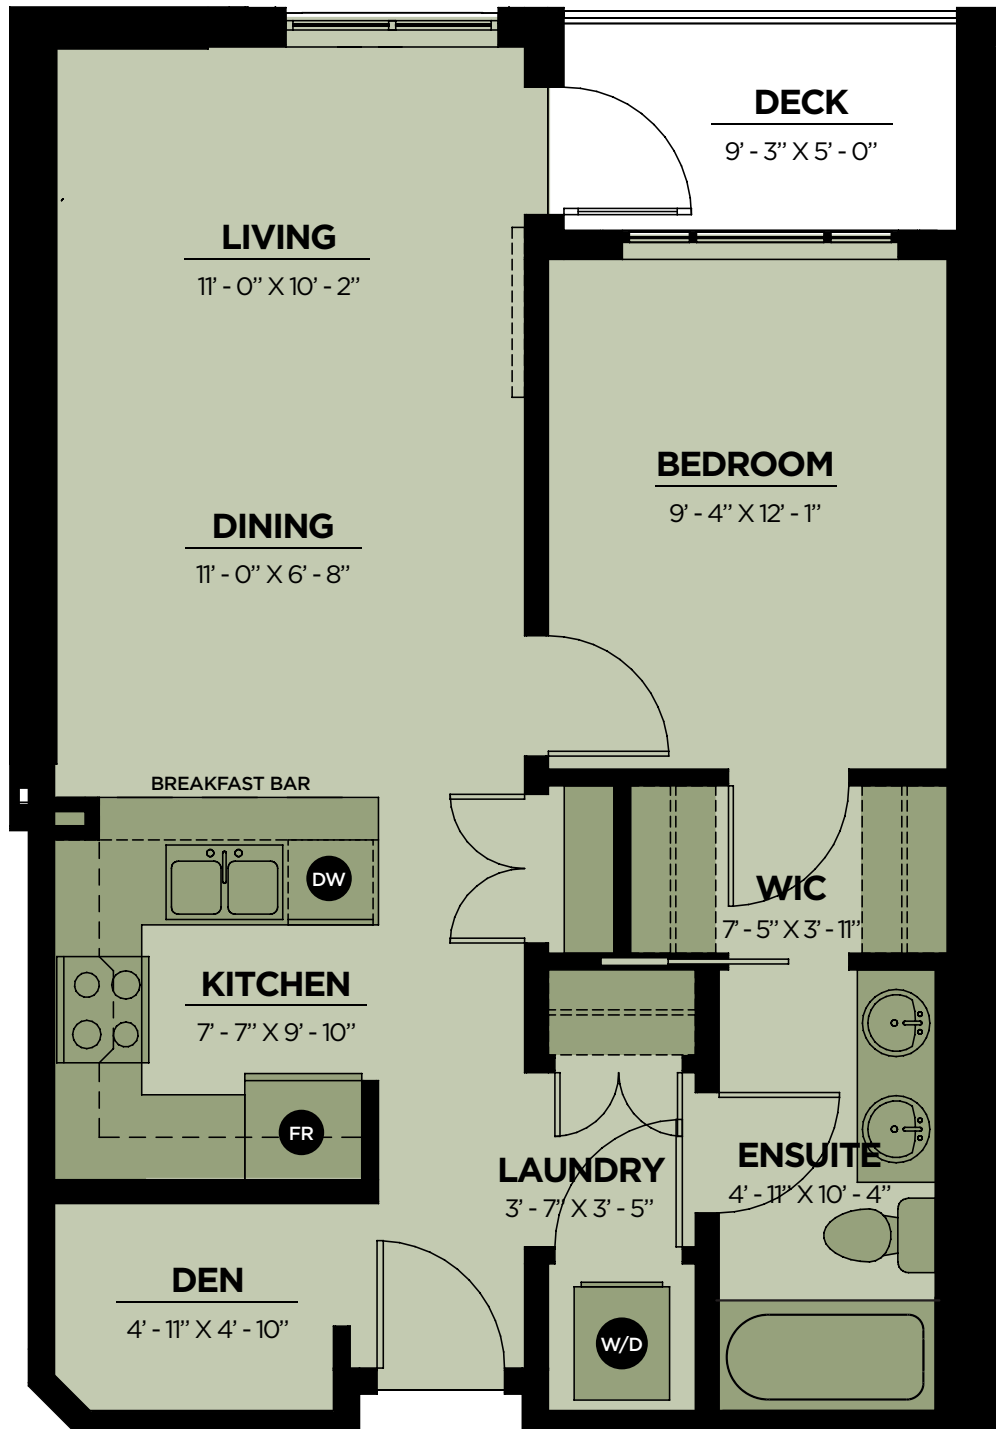 DECK
9’ - 3” X 5’ - 0”
LIVING
11’ - 0” X 10’ - 2”
BEDROOM
9’ - 4” X 12’ - 1”
DINING
11’ - 0” X 6’ - 8”
BREAKFAST BAR
DW
WIC
7’ - 5” X 3’ - 11”
KITCHEN
7’ - 7” X 9’ - 10”
FR
LAUNDRY
3’ - 7” X 3’ - 5”
ENSUITE
4’ - 11” X 10’ - 4”
DEN
4’ - 11” X 4’ - 10”
W/D